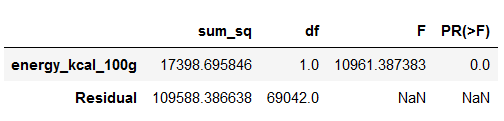 sum_sq df F PR(>F)
energy_kcal_100g 17398.695846 1.0 10961.387383 0.0
Residual 109588.386638 69042.0 NaN NaN